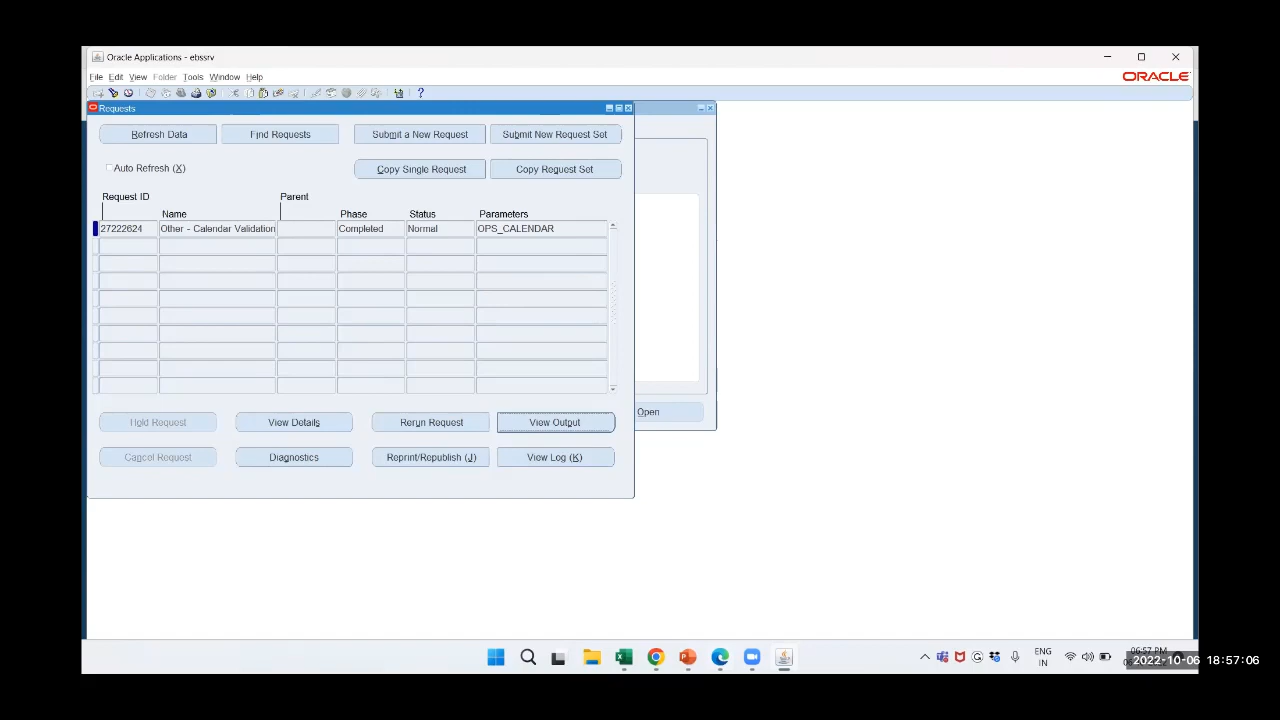 Oracle Applications - ebssrv
File Edit View Folder Tools Window Help
ORACLE
Requests
Refresh Data Find Requests Submit a New Request Submit New Request Set
Auto Refresh (X) Copy Single Request Copy Request Set
Request ID Parent
Name Phase Status Parameters
27222624 Other - Calendar Validation Completed Normal OPS_CALENDAR
Hold Request View Details Rerun Request View Output
Open
Cancel Request Diagnostics Reprint/Republish (J) View Log (K)
ENG
IN
06:57 PM
2022-10-06 18:57:06